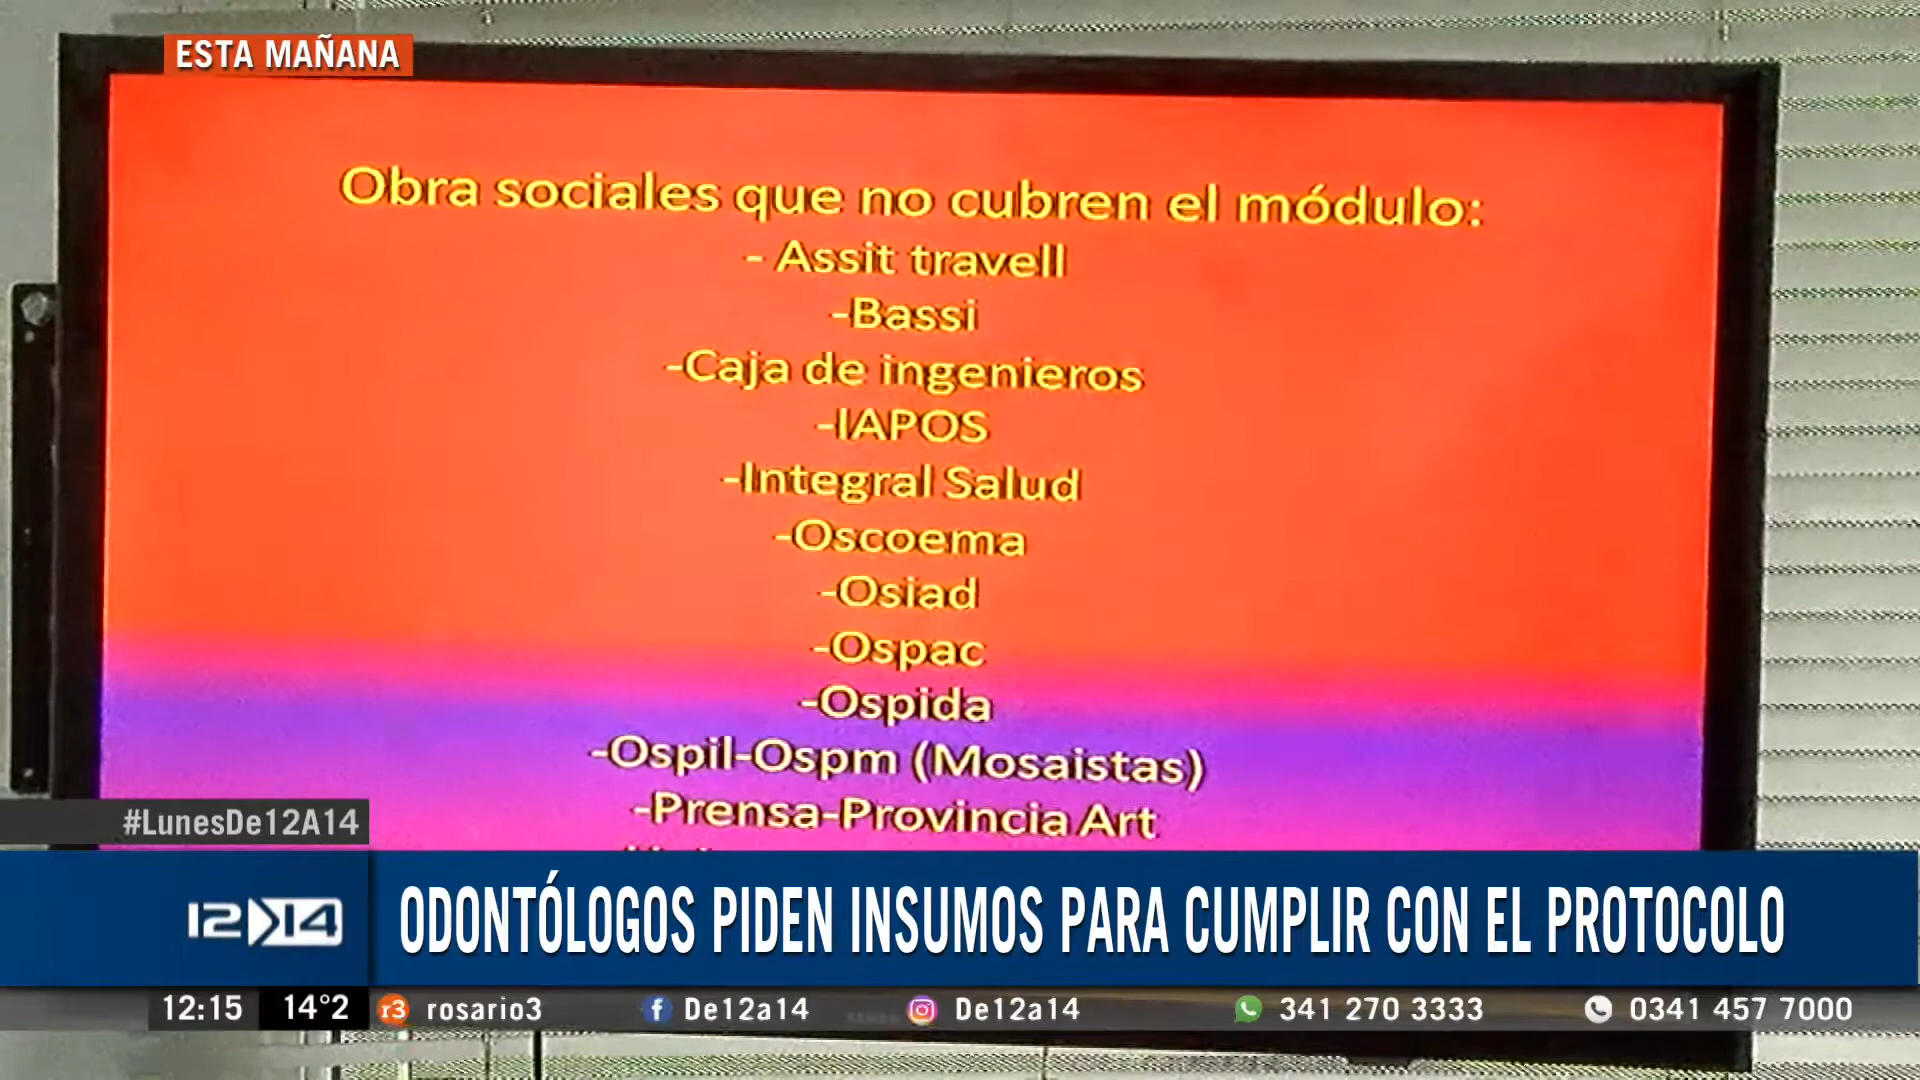 ESTA MAÑANA
Obra sociales que no cubren el módulo:
- Assit travell
-Bassi
-Caja de ingenieros
-IAPOS
-Integral Salud
-Oscoema
-Osiad
-Ospac
-Ospida
-Ospil-Ospm (Mosaistas)
-Prensa-Provincia Art
#LunesDe12A14
12 14
ODONTÓLOGOS PIDEN INSUMOS PARA CUMPLIR CON EL PROTOCOLO
12:15 14°2 r3 rosario3 f De12a14 De12a14 341 270 3333 0341 457 7000